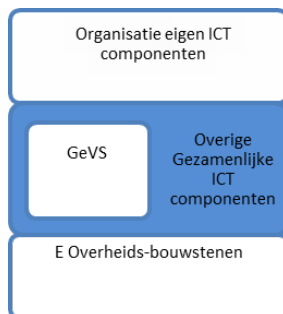 Organisatie eigen ICT
componenten
GeVS
Overige
Gezamenlijke
ICT
componenten
E Overheids-bouwstenen